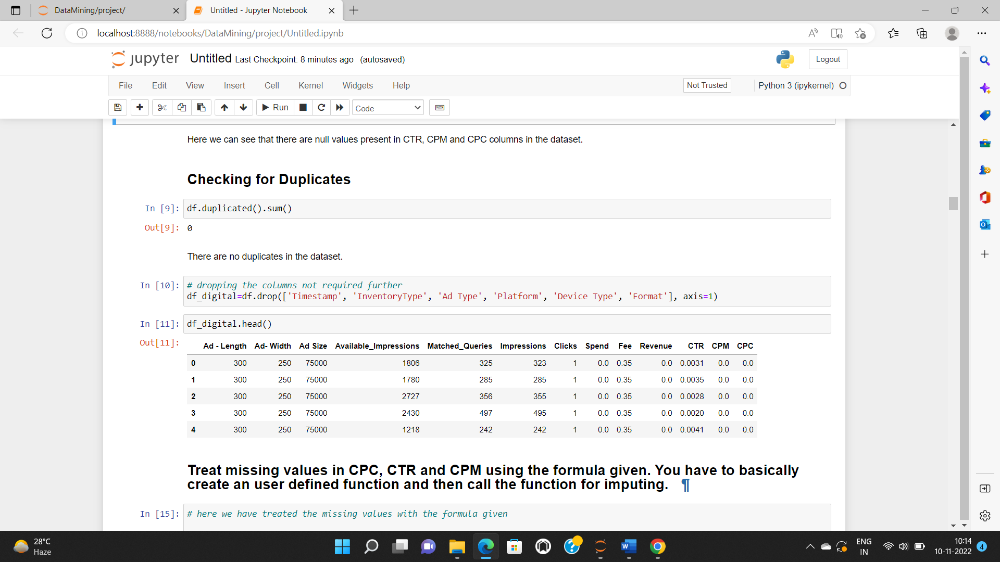 DataMining/project/
Untitled - Jupyter Notebook
localhost:8888/notebooks/DataMining/project/Untitled.ipynb
jupyter Untitled Last Checkpoint: 8 minutes ago (autosaved)
Logout
File Edit View Insert Cell Kernel Widgets Help
Not Trusted
Python 3 (ipykernel)
Run
Code
Here we can see that there are null values present in CTR, CPM and CPC columns in the dataset.
Checking for Duplicates
In [9]: df.duplicated().sum()
Out[9]: 0
There are no duplicates in the dataset.
In [10]: # dropping the columns not required further
df_digital=df.drop(['Timestamp', 'InventoryType', 'Ad Type', 'Platform', 'Device Type', 'Format'], axis=1)
In [11]: df_digital.head()
Out[11]:
Ad - Length Ad- Width Ad Size Available_Impressions Matched_Queries Impressions Clicks Spend Fee Revenue CTR CPM CPC
0 300 250 75000 1806 325 323 1 0.0 0.35 0.0 0.0031 0.0 0.0
1 300 250 75000 1780 285 285 1 0.0 0.35 0.0 0.0035 0.0 0.0
2 300 250 75000 2727 356 355 1 0.0 0.35 0.0 0.0028 0.0 0.0
3 300 250 75000 2430 497 495 1 0.0 0.35 0.0 0.0020 0.0 0.0
4 300 250 75000 1218 242 242 1 0.0 0.35 0.0 0.0041 0.0 0.0
Treat missing values in CPC, CTR and CPM using the formula given. You have to basically
create an user defined function and then call the function for imputing. ¶
In [15]: # here we have treated the missing values with the formula given
28°C
Haze
ENG
IN
10:14
10-11-2022
4